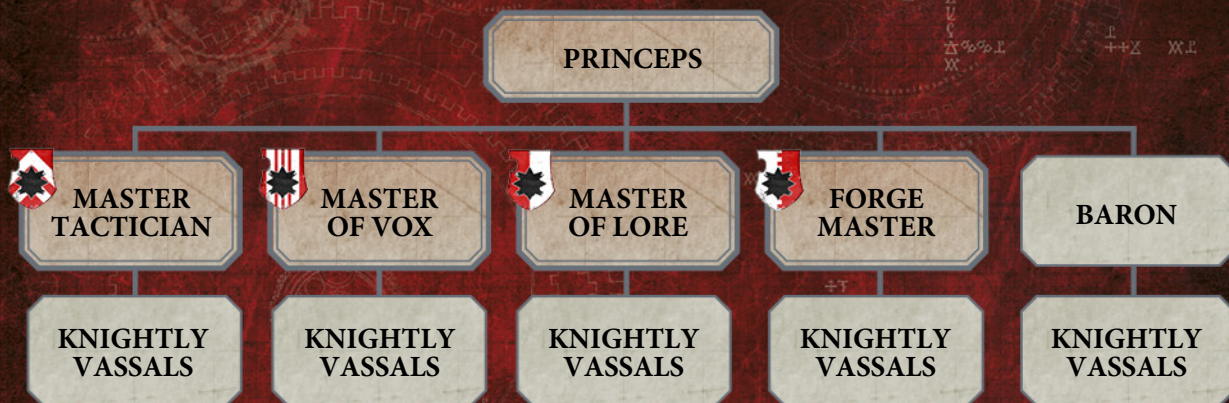 PRINCEPS
MASTER
TACTICIAN
MASTER
OF VOX
MASTER
OF LORE
FORGE
MASTER
BARON
KNIGHTLY
VASSALS
KNIGHTLY
VASSALS
KNIGHTLY
VASSALS
KNIGHTLY
VASSALS
KNIGHTLY
VASSALS